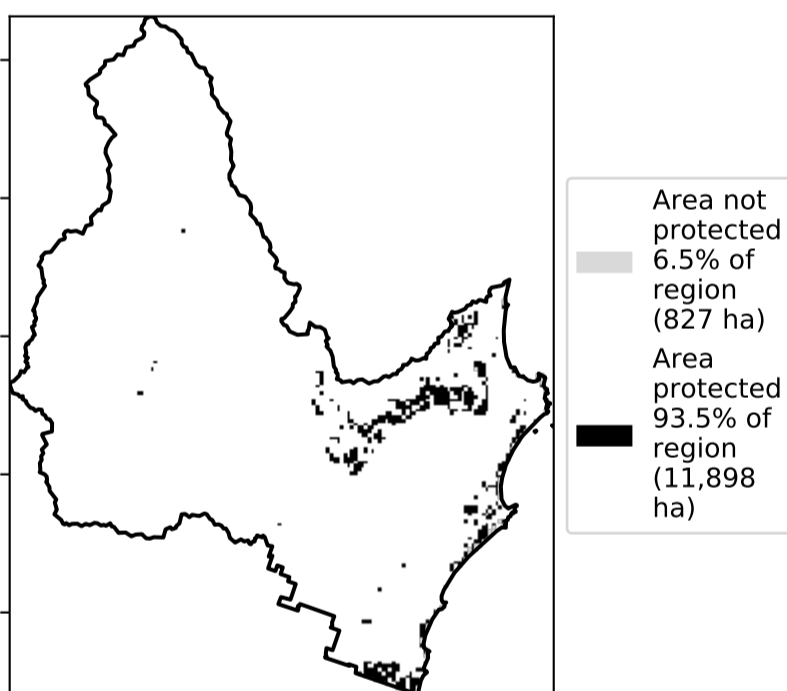 Area not
protected
6.5% of
region
(827 ha)
Area
protected
93.5% of
region
(11,898
ha)